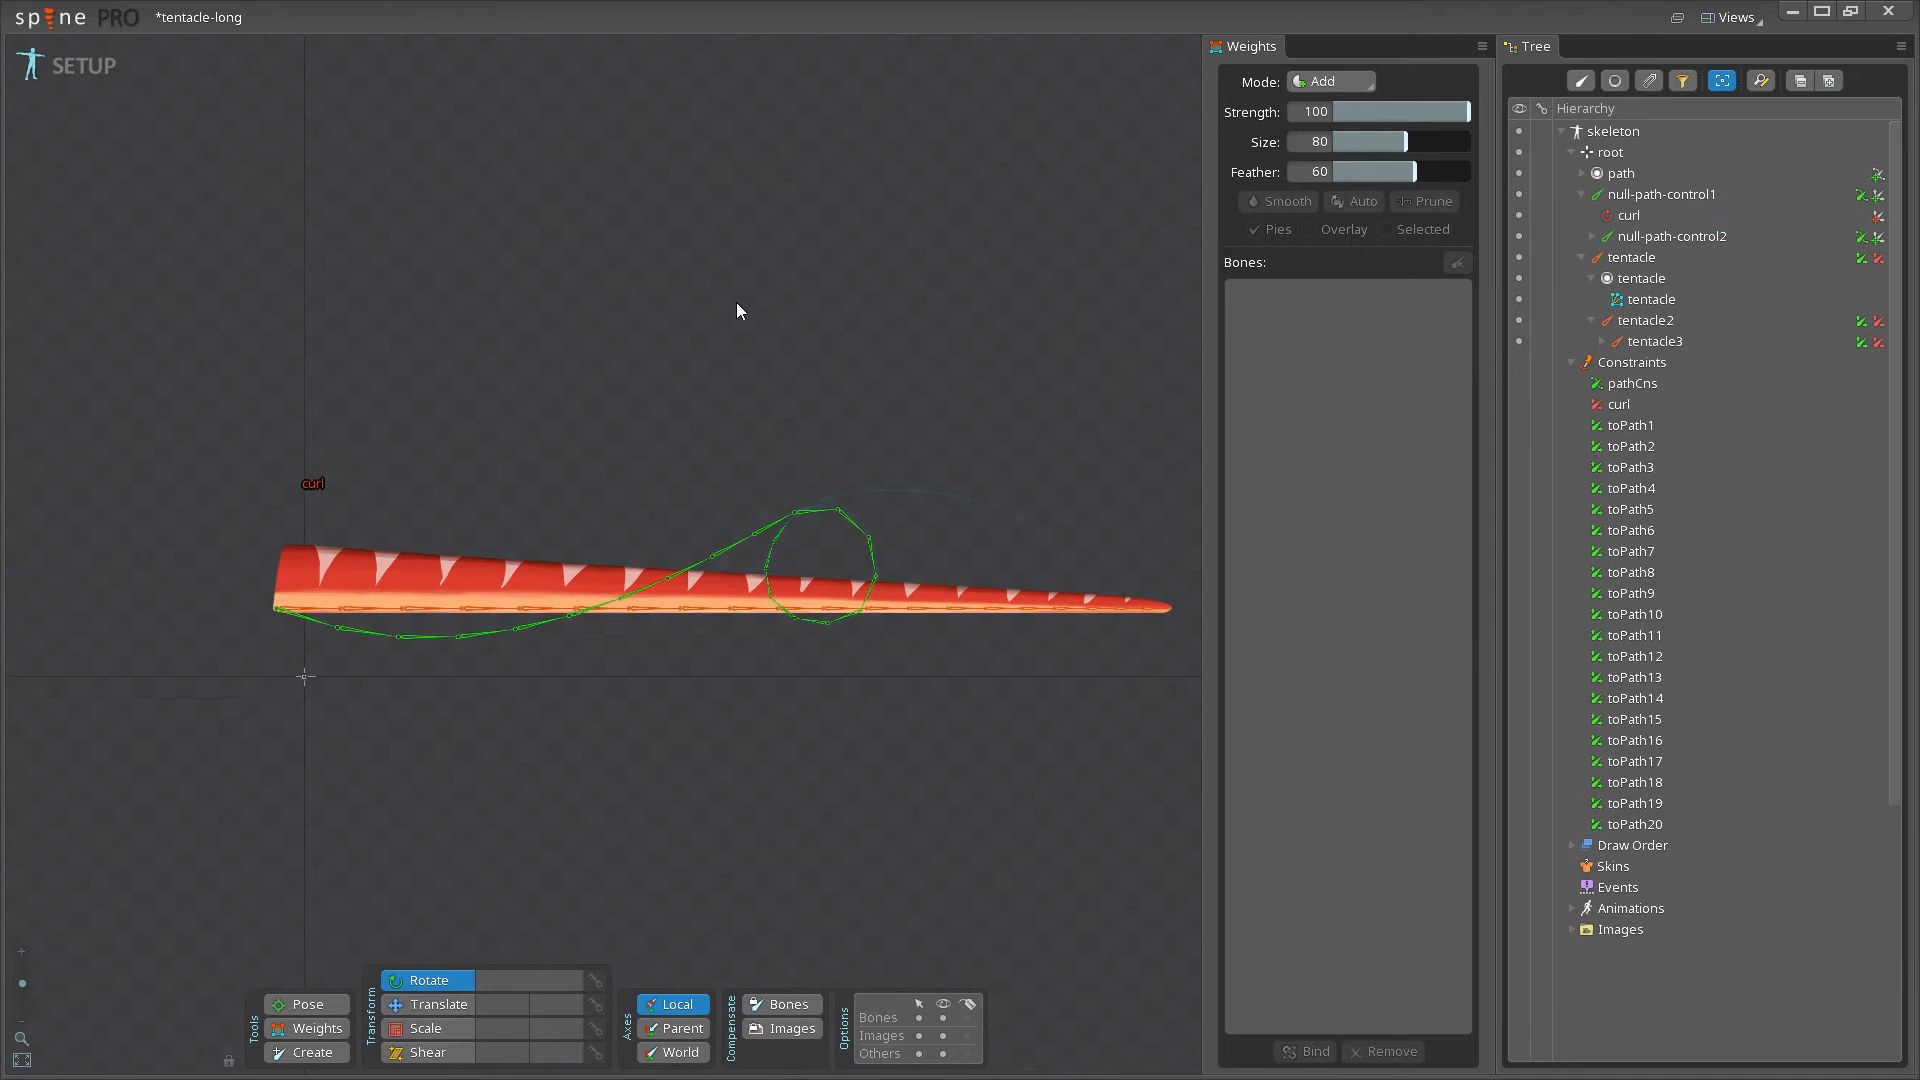 spine PRO *tentacle-long
Views
SETUP
curl
Weights
Mode: Add
Strength: 100
Size: 80
Feather: 60
Smooth Auto Prune
Pies Overlay Selected
Bones:
Bind Remove
Tree
Hierarchy
skeleton
root
path
null-path-control1
curl
null-path-control2
tentacle
tentacle
tentacle
tentacle2
tentacle3
Constraints
pathCns
curl
toPath1
toPath2
toPath3
toPath4
toPath5
toPath6
toPath7
toPath8
toPath9
toPath10
toPath11
toPath12
toPath13
toPath14
toPath15
toPath16
toPath17
toPath18
toPath19
toPath20
Draw Order
Skins
Events
Animations
Images
Tools
Pose
Weights
Create
Transform
Rotate
Translate
Scale
Shear
Axes
Local
Parent
World
Compensate
Bones
Images
Options
Bones
Images
Others